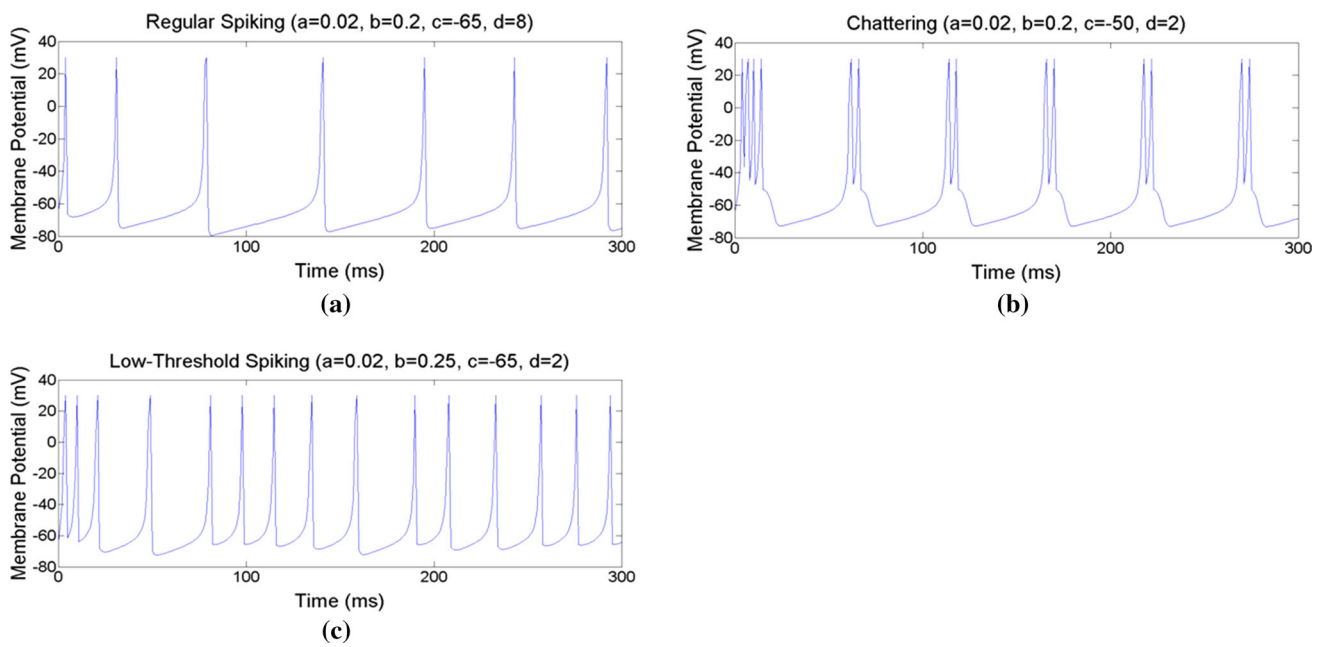 Regular Spiking (a=0.02, b=0.2, c=-65, d=8)
Membrane Potential (mV)
40
20
0
-20
-40
-60
-80
0
100
200
300
Time (ms)
(a)
Chattering (a=0.02, b=0.2, c=-50, d=2)
Membrane Potential (mV)
40
20
0
-20
-40
-60
-80
0
100
200
300
Time (ms)
(b)
Low-Threshold Spiking (a=0.02, b=0.25, c=-65, d=2)
Membrane Potential (mV)
40
20
0
-20
-40
-60
-80
0
100
200
300
Time (ms)
(c)